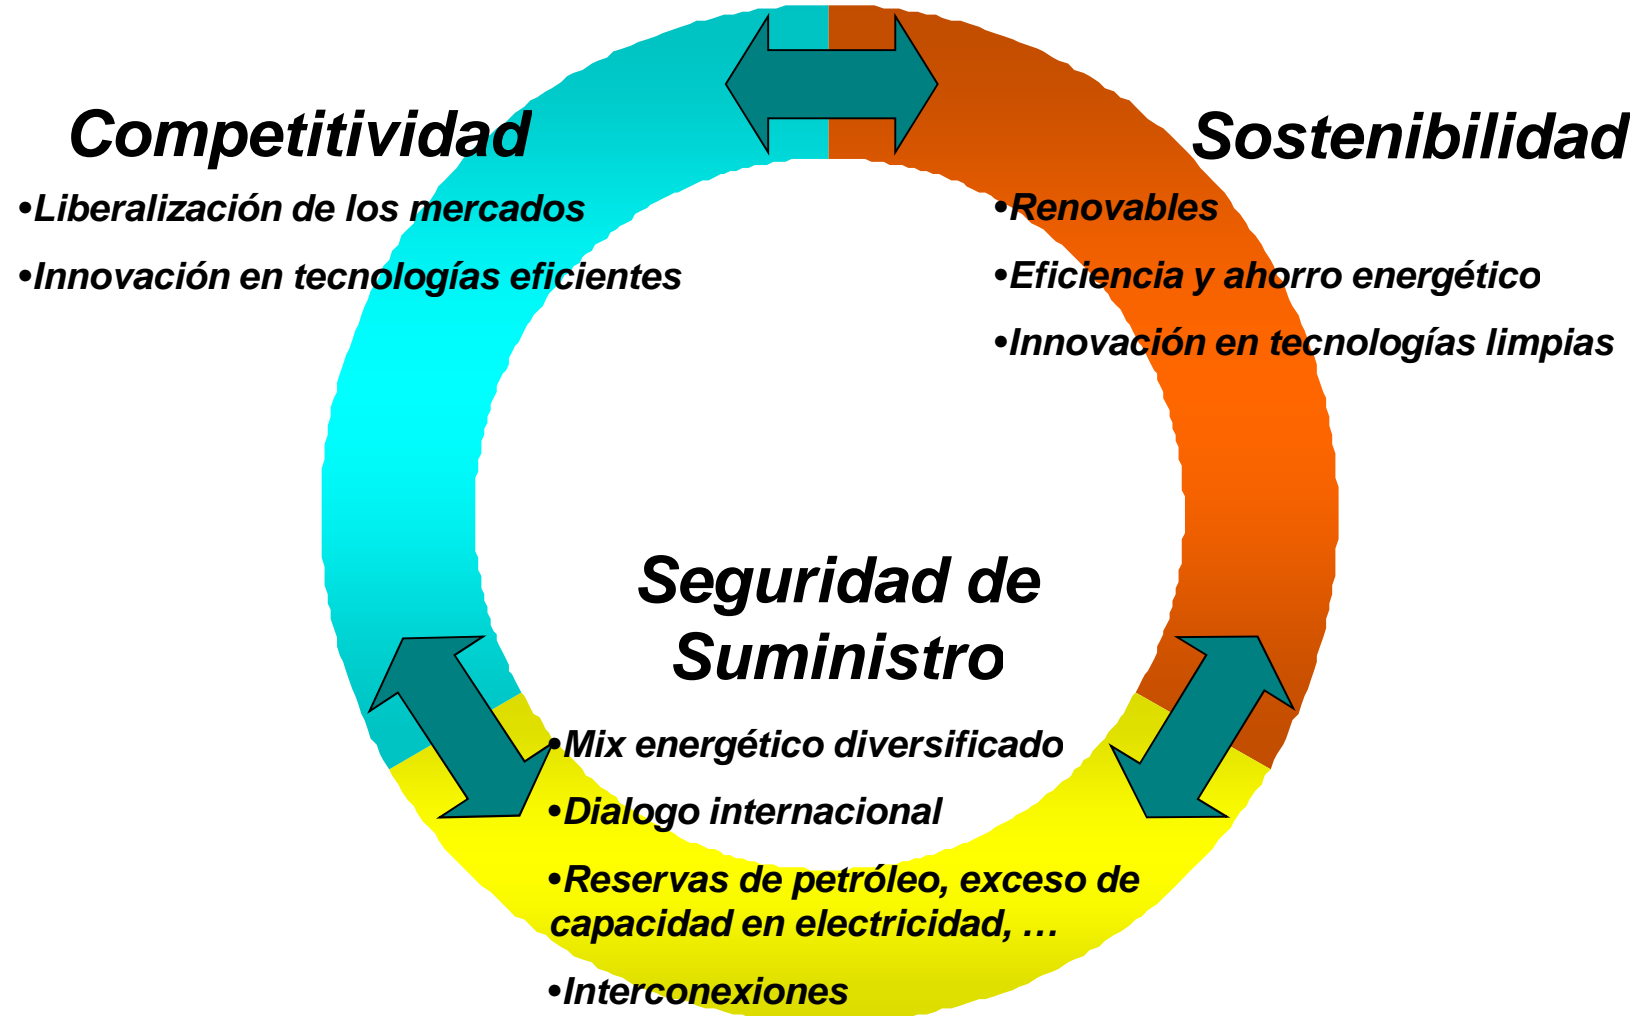 Competitividad
•Liberalización de los mercados
•Innovación en tecnologías eficientes
Sostenibilidad
•Renovables
•Eficiencia y ahorro energético
•Innovación en tecnologías limpias
Seguridad de
Suministro
•Mix energético diversificado
•Dialogo internacional
•Reservas de petróleo, exceso de
capacidad en electricidad, …
•Interconexiones